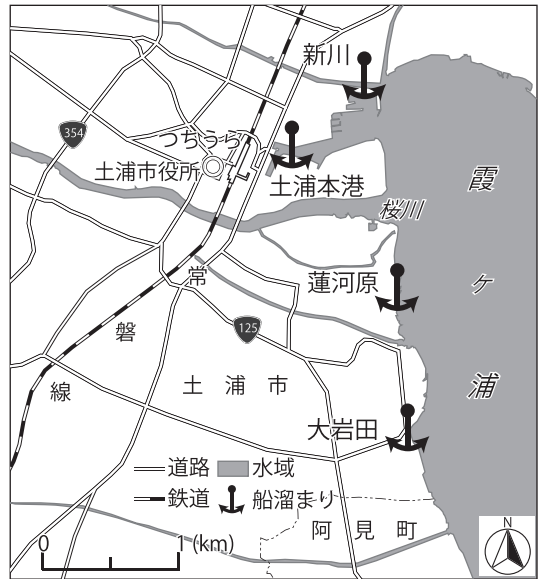 新川
354
つちうら
土浦市役所
土浦本港
霞ヶ浦
桜川
蓮河原
常磐線
125
土浦市
大岩田
道路
水域
鉄道
船溜まり
阿見町
0
1 (km)
N